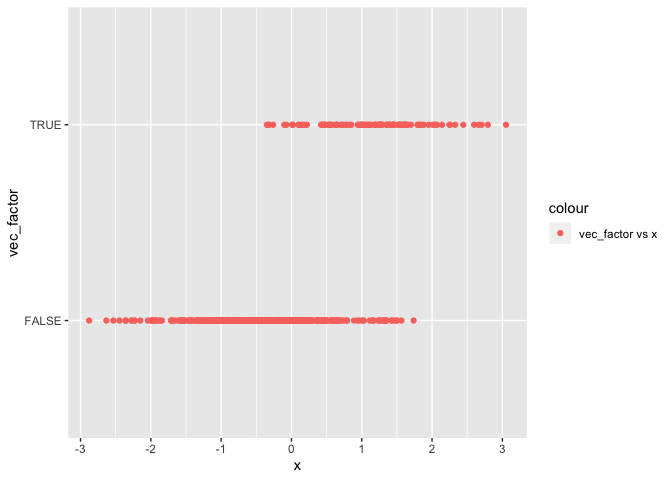 TRUE
FALSE
vec_factor
-3 -2 -1 0 1 2 3
x
colour
vec_factor vs x